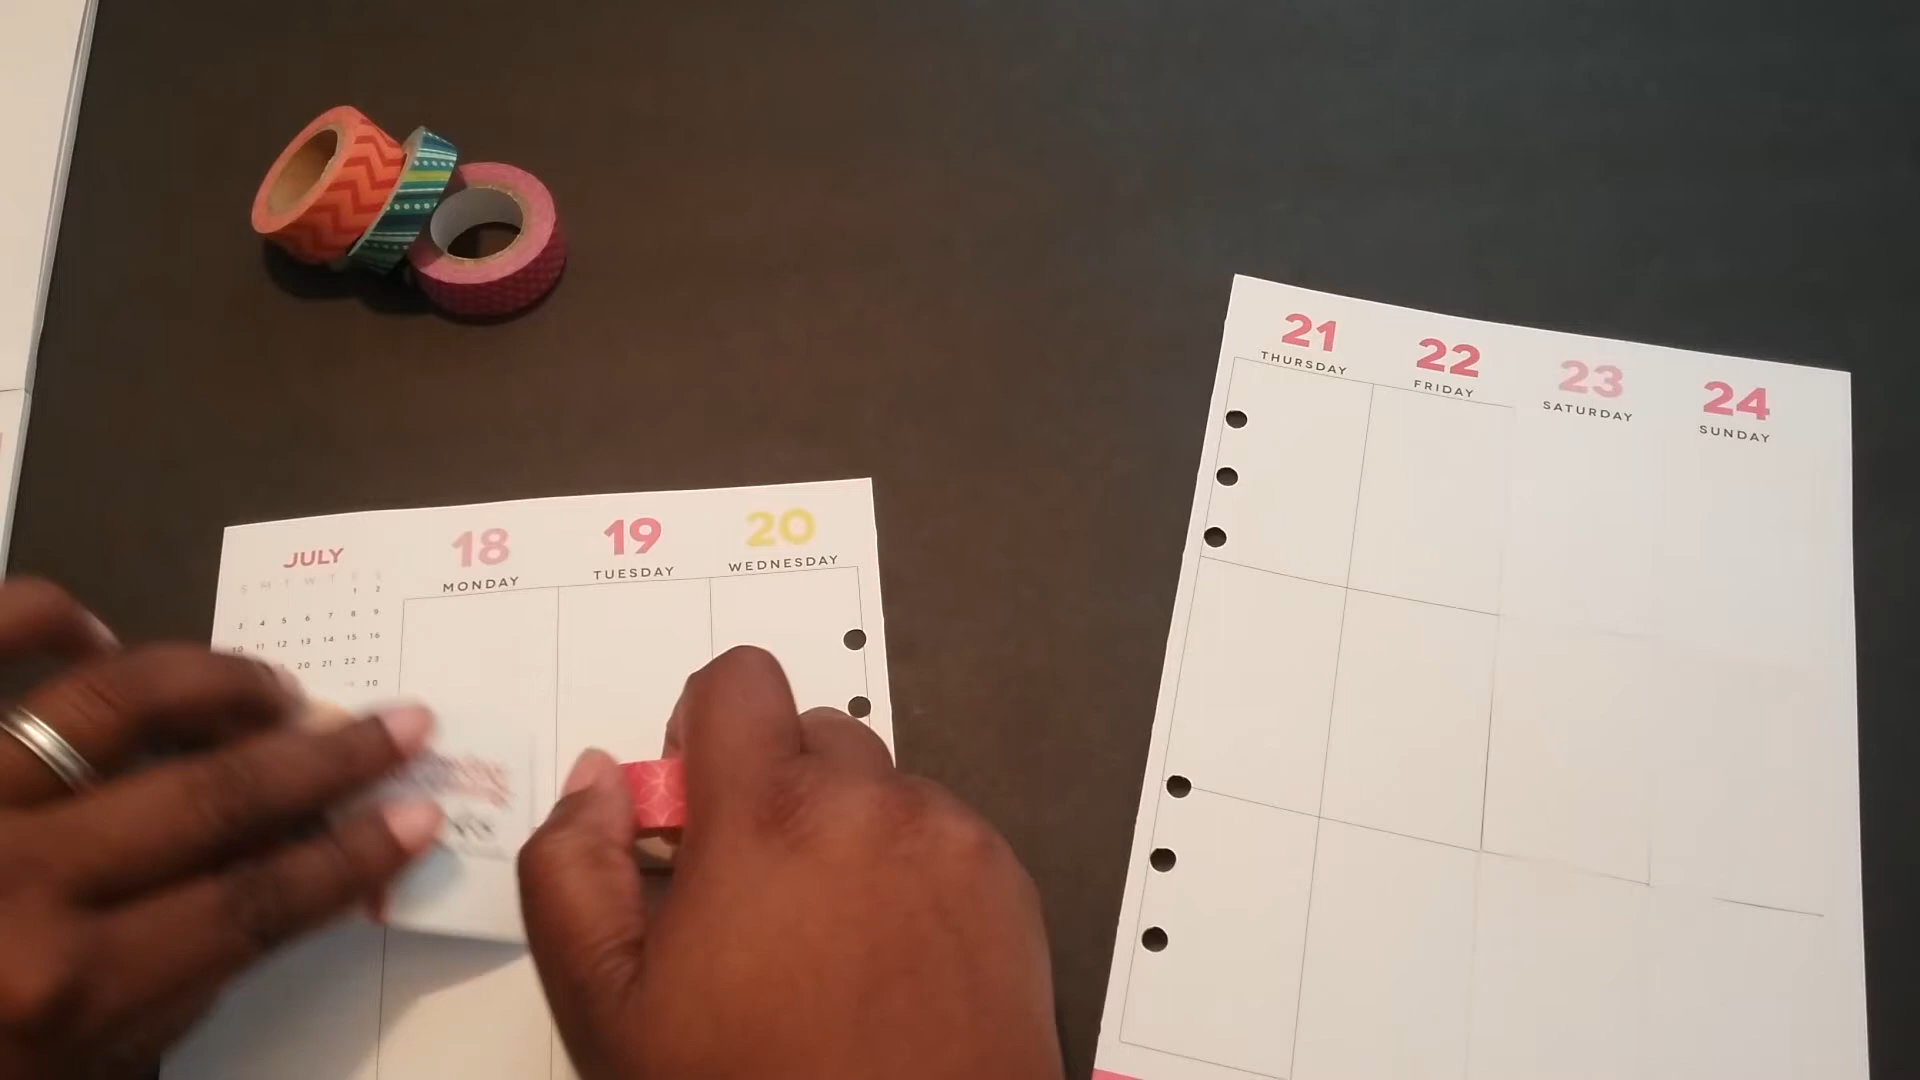 JULY
S M T W T F S
1 2
3 4 5 6 7 8 9
10 11 12 13 14 15 16
20 21 22 23
30
18
MONDAY
19
TUESDAY
20
WEDNESDAY
21
THURSDAY
22
FRIDAY
23
SATURDAY
24
SUNDAY